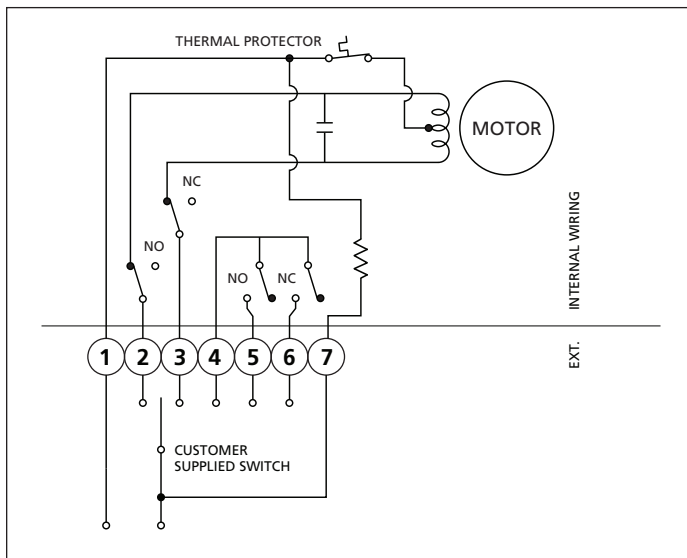 THERMAL PROTECTOR
MOTOR
NC
NO
NO
NC
INTERNAL WIRING
1 2 3 4 5 6 7
EXT.
CUSTOMER
SUPPLIED SWITCH